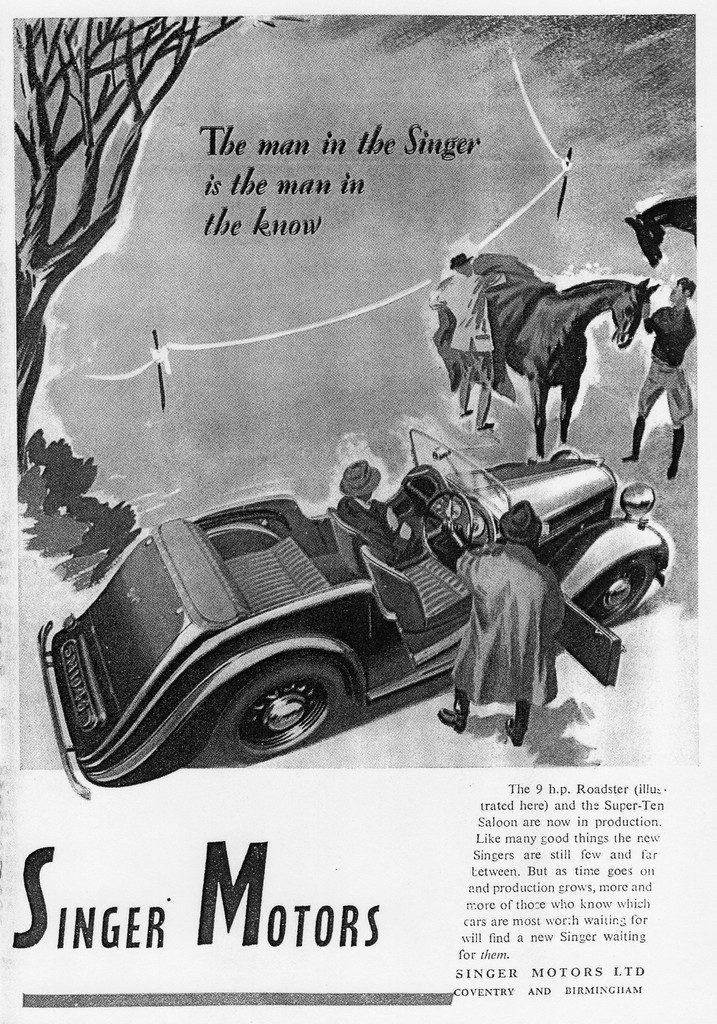 The man in the Singer
is the man in
the know
The 9 h.p. Roadster (illus-
trated here) and the Super-Ten
Saloon are now in production.
Like many good things the new
Singers are still few and far
between. But as time goes on
and production grows, more and
more of those who know which
cars are most worth waiting for
will find a new Singer waiting
for them.
SINGER MOTORS LTD
COVENTRY AND BIRMINGHAM
SINGER MOTORS